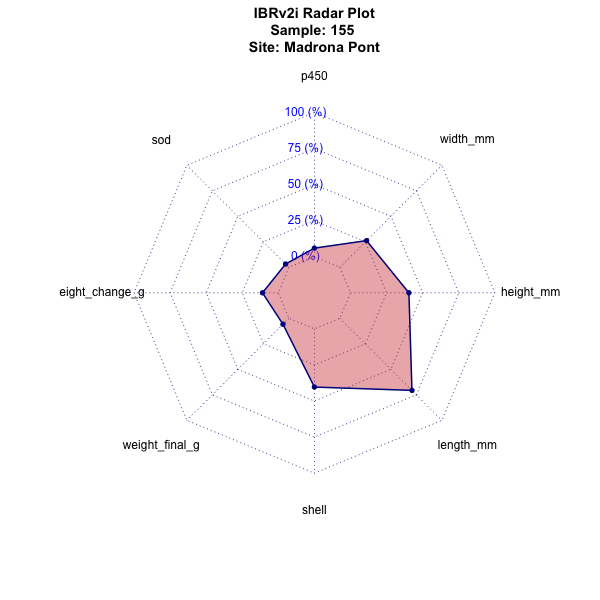 IBRv2i Radar Plot
Sample: 155
Site: Madrona Pont
p450
100 (%)
sod
width_mm
75 (%)
50 (%)
25 (%)
0 (%)
eight_change_g
height_mm
weight_final_g
length_mm
shell